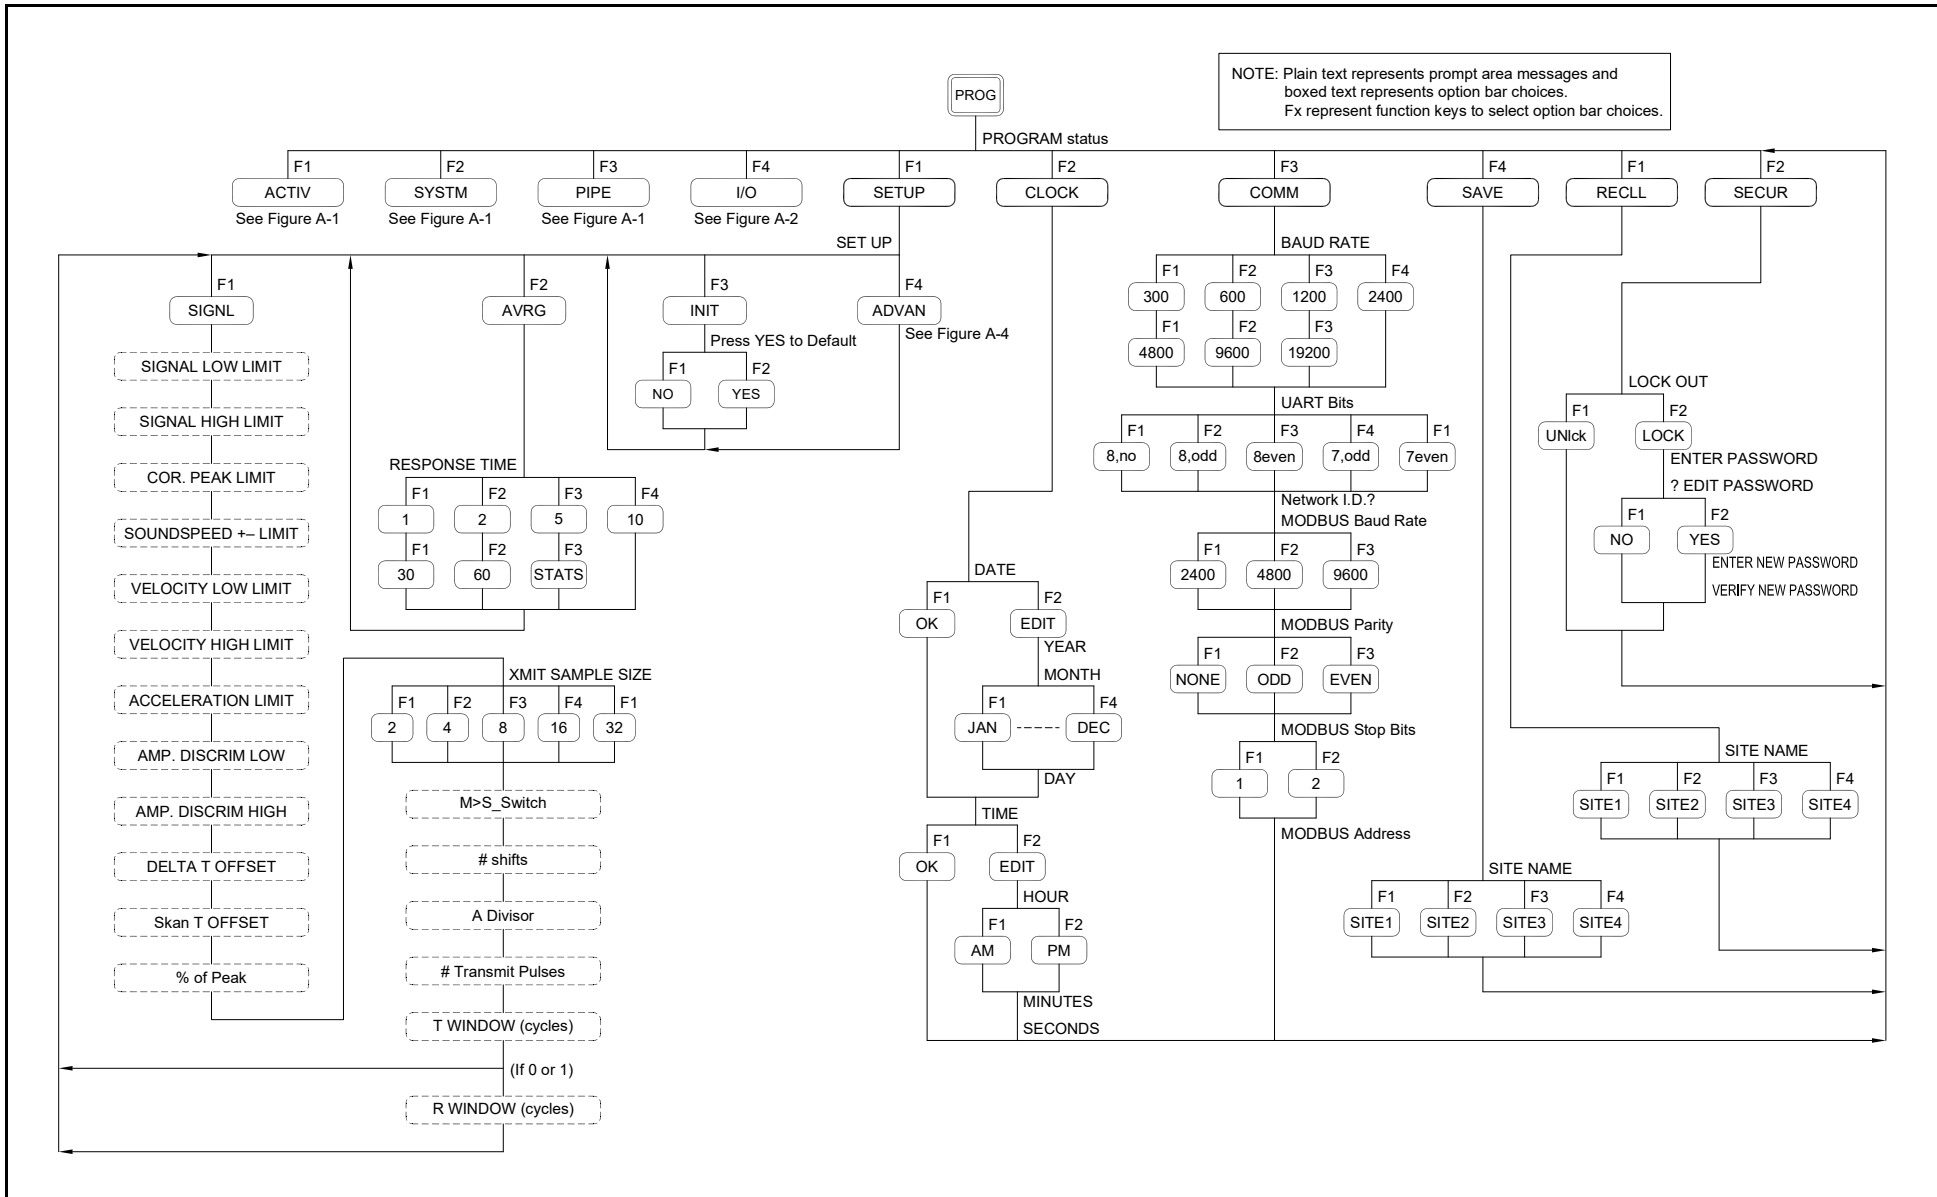 NOTE: Plain text represents prompt area messages and
boxed text represents option bar choices.
Fx represent function keys to select option bar choices.
PROG
PROGRAM status
F1 F2 F3 F4 F1 F2 F3 F4 F1 F2
ACTIV SYSTM PIPE I/O SETUP CLOCK COMM SAVE RECLL SECUR
See Figure A-1 See Figure A-1 See Figure A-1 See Figure A-2
SET UP
F1 F2 F3 F4
SIGNL AVRG INIT ADVAN
See Figure A-4
SIGNAL LOW LIMIT
SIGNAL HIGH LIMIT
COR. PEAK LIMIT
SOUNDSPEED +– LIMIT
VELOCITY LOW LIMIT
VELOCITY HIGH LIMIT
ACCELERATION LIMIT
AMP. DISCRIM LOW
AMP. DISCRIM HIGH
DELTA T OFFSET
Skan T OFFSET
% of Peak
XMIT SAMPLE SIZE
F1 F2 F3 F4 F1
2 4 8 16 32
M>S_Switch
# shifts
A Divisor
# Transmit Pulses
T WINDOW (cycles)
(If 0 or 1)
R WINDOW (cycles)
RESPONSE TIME
F1 F2 F3 F4
1 2 5 10
F1 F2 F3
30 60 STATS
Press YES to Default
F1 F2
NO YES
DATE
F1 F2
OK EDIT
YEAR
MONTH
F1 F4
JAN ----- DEC
DAY
TIME
F1 F2
OK EDIT
HOUR
F1 F2
AM PM
MINUTES
SECONDS
BAUD RATE
F1 F2 F3 F4
300 600 1200 2400
F1 F2 F3
4800 9600 19200
UART Bits
F1 F2 F3 F4 F1
8,no 8,odd 8even 7,odd 7even
Network I.D.?
MODBUS Baud Rate
F1 F2 F3
2400 4800 9600
MODBUS Parity
F1 F2 F3
NONE ODD EVEN
MODBUS Stop Bits
F1 F2
1 2
MODBUS Address
SITE NAME
F1 F2 F3 F4
SITE1 SITE2 SITE3 SITE4
SITE NAME
F1 F2 F3 F4
SITE1 SITE2 SITE3 SITE4
LOCK OUT
F1 F2
UNlck LOCK
ENTER PASSWORD
? EDIT PASSWORD
F1 F2
NO YES
ENTER NEW PASSWORD
VERIFY NEW PASSWORD